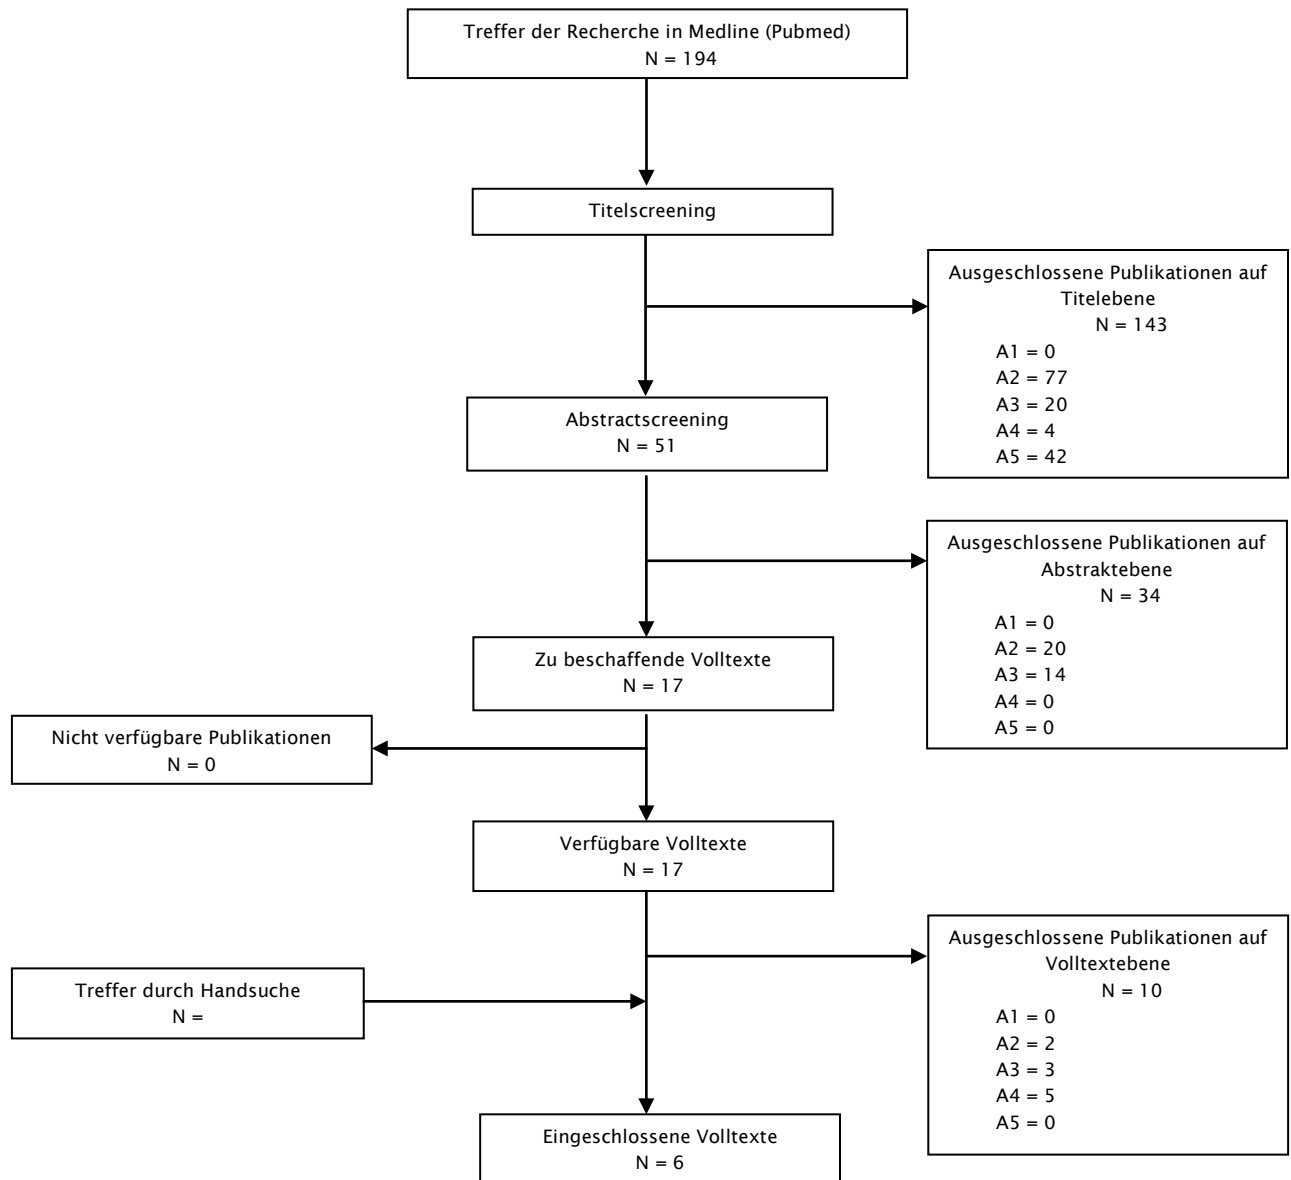 Treffer der Recherche in Medline (Pubmed)
N = 194
Titelscreening
Ausgeschlossene Publikationen auf
Titelebene
N = 143
A1 = 0
A2 = 77
A3 = 20
A4 = 4
A5 = 42
Abstractscreening
N = 51
Ausgeschlossene Publikationen auf
Abstraktebene
N = 34
A1 = 0
A2 = 20
A3 = 14
A4 = 0
A5 = 0
Zu beschaffende Volltexte
N = 17
Nicht verfügbare Publikationen
N = 0
Verfügbare Volltexte
N = 17
Ausgeschlossene Publikationen auf
Volltextebene
N = 10
A1 = 0
A2 = 2
A3 = 3
A4 = 5
A5 = 0
Treffer durch Handsuche
N =
Eingeschlossene Volltexte
N = 6